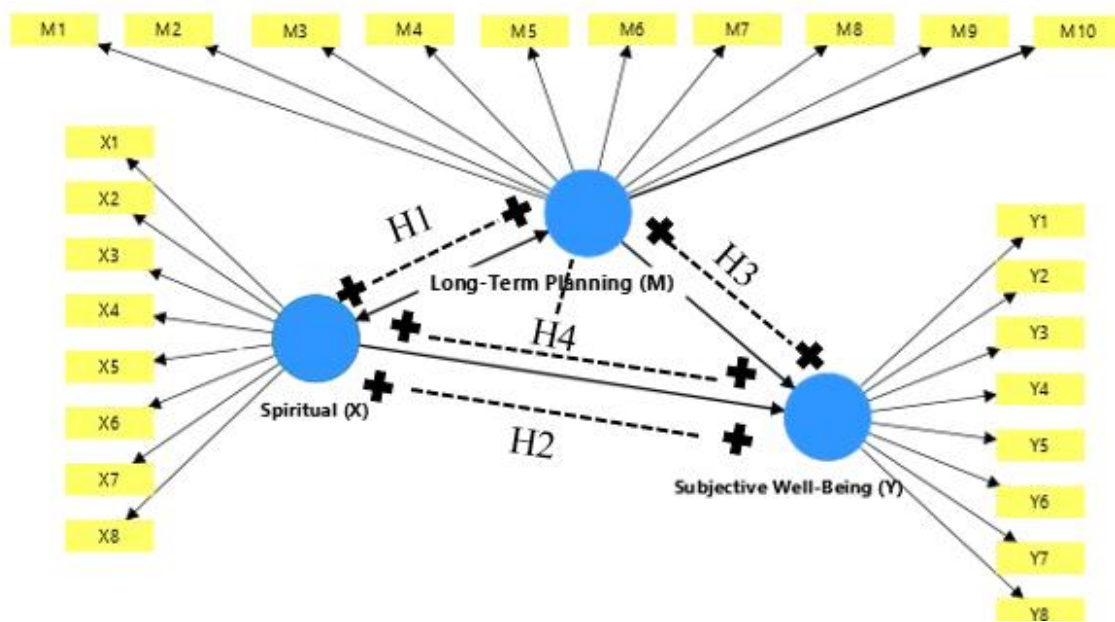 M1
M2
M3
M4
M5
M6
M7
M8
M9
M10
X1
X2
X3
X4
X5
X6
X7
X8
H1
Long-Term Planning (M)
H3
H4
Spiritual (X)
H2
Subjective Well-Being (Y)
Y1
Y2
Y3
Y4
Y5
Y6
Y7
Y8